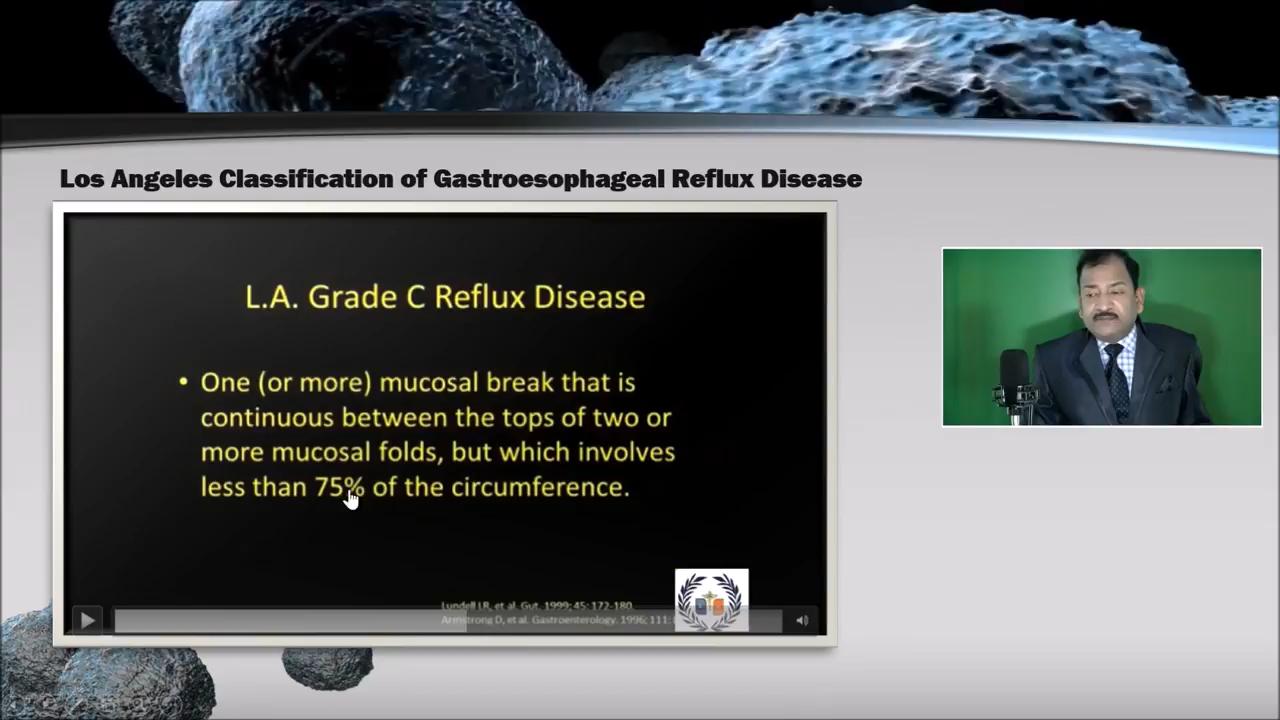 Los Angeles Classification of Gastroesophageal Reflux Disease
L.A. Grade C Reflux Disease
• One (or more) mucosal break that is
continuous between the tops of two or
more mucosal folds, but which involves
less than 75% of the circumference.
Lundell LR, et al. Gut. 1999; 45: 172-180.
Armstrong D, et al. Gastroenterology. 1996; 111: